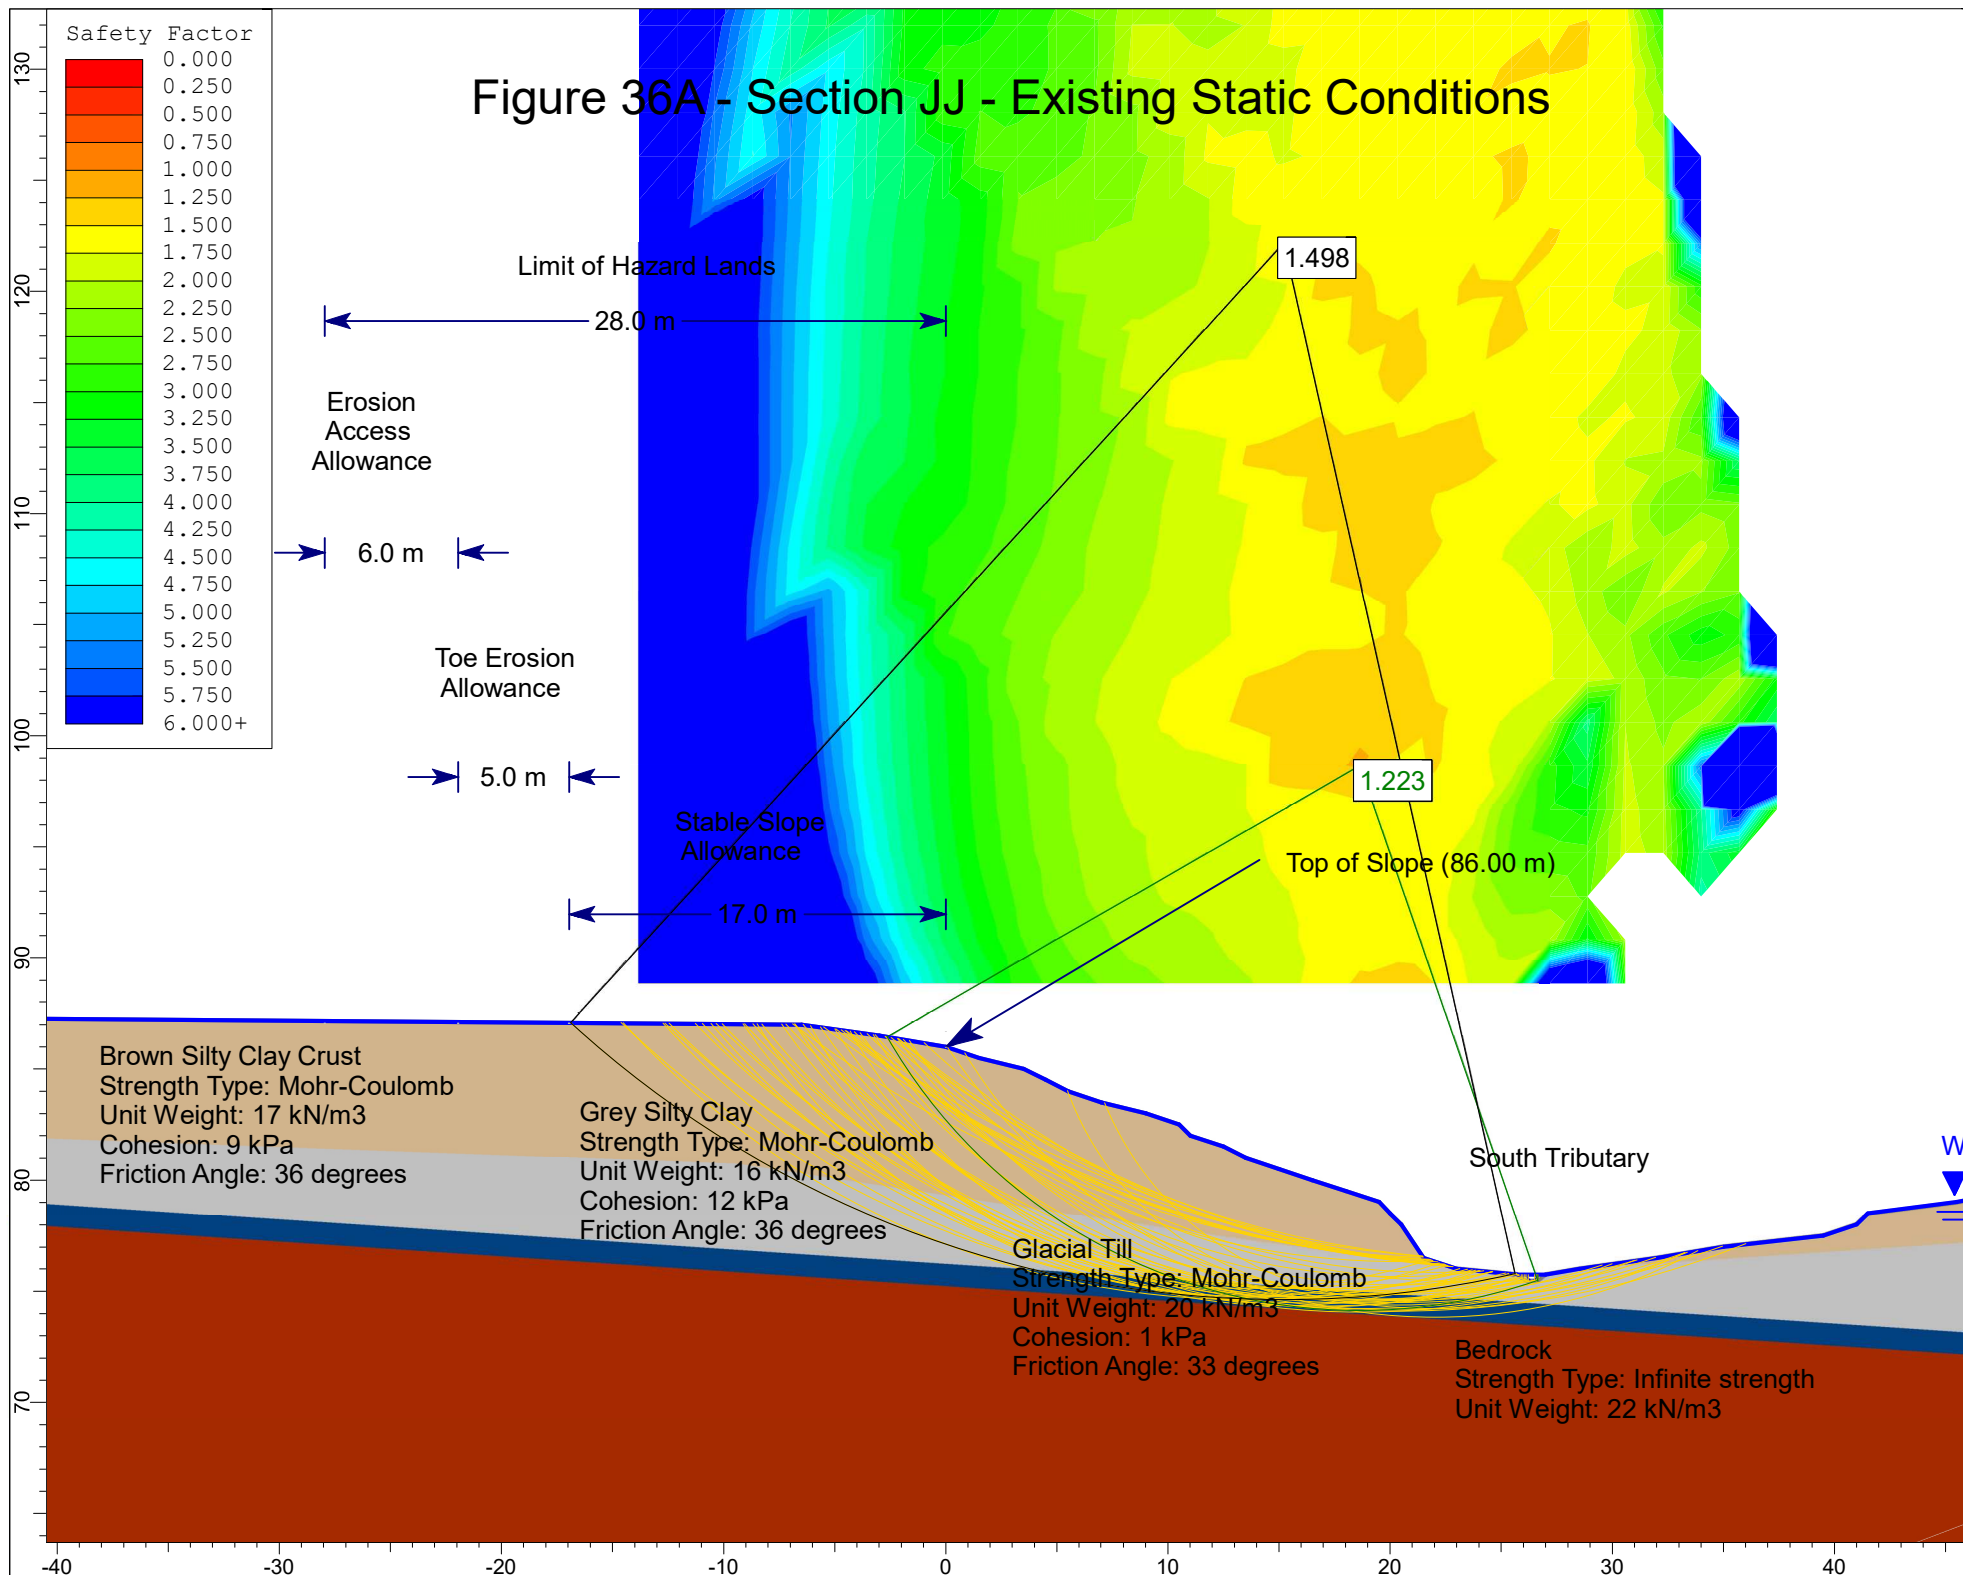 Figure 36A - Section JJ - Existing Static Conditions
Safety Factor
0.000
0.250
0.500
0.750
1.000
1.250
1.500
1.750
2.000
2.250
2.500
2.750
3.000
3.250
3.500
3.750
4.000
4.250
4.500
4.750
5.000
5.250
5.500
5.750
6.000+
130
120
110
100
90
80
70
Limit of Hazard Lands
28.0 m
1.498
Erosion
Access
Allowance
6.0 m
Toe Erosion
Allowance
5.0 m
1.223
Stable Slope
Allowance
17.0 m
Top of Slope (86.00 m)
Brown Silty Clay Crust
Strength Type: Mohr-Coulomb
Unit Weight: 17 kN/m3
Cohesion: 9 kPa
Friction Angle: 36 degrees
Grey Silty Clay
Strength Type: Mohr-Coulomb
Unit Weight: 16 kN/m3
Cohesion: 12 kPa
Friction Angle: 36 degrees
South Tributary
W
Glacial Till
Strength Type: Mohr-Coulomb
Unit Weight: 20 kN/m3
Cohesion: 1 kPa
Friction Angle: 33 degrees
Bedrock
Strength Type: Infinite strength
Unit Weight: 22 kN/m3
-40
-30
-20
-10
0
10
20
30
40